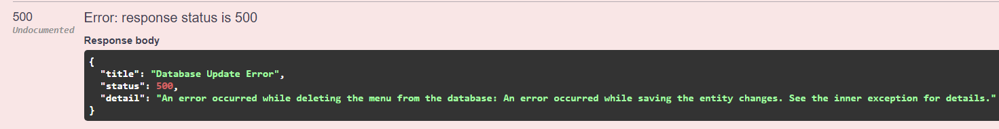 500
Undocumented
Error: response status is 500
Response body
{
  "title": "Database Update Error",
  "status": 500,
  "detail": "An error occurred while deleting the menu from the database: An error occurred while saving the entity changes. See the inner exception for details."
}